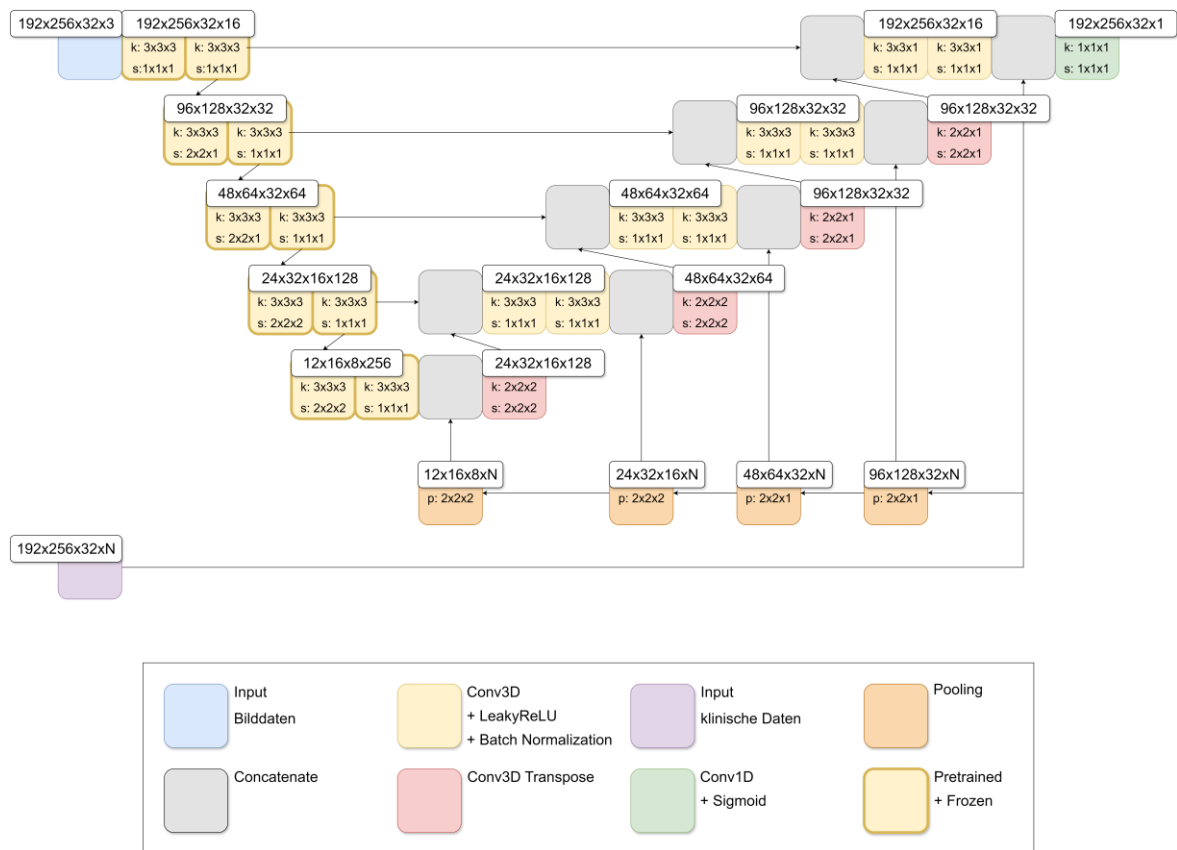 192x256x32x3
192x256x32x16
192x256x32x16
192x256x32x1
k: 3x3x3
k: 3x3x3
k: 3x3x1
k: 3x3x1
k: 1x1x1
s:1x1x1
s:1x1x1
s: 1x1x1
s: 1x1x1
s: 1x1x1
96x128x32x32
96x128x32x32
96x128x32x32
k: 3x3x3
k: 3x3x3
k: 3x3x3
k: 3x3x3
k: 2x2x1
s: 2x2x1
s: 1x1x1
s: 1x1x1
s: 1x1x1
s: 2x2x1
48x64x32x64
48x64x32x64
96x128x32x32
k: 3x3x3
k: 3x3x3
k: 3x3x3
k: 3x3x3
k: 2x2x1
s: 2x2x1
s: 1x1x1
s: 1x1x1
s: 1x1x1
s: 2x2x1
24x32x16x128
24x32x16x128
48x64x32x64
k: 3x3x3
k: 3x3x3
k: 3x3x3
k: 3x3x3
k: 2x2x2
s: 2x2x2
s: 1x1x1
s: 1x1x1
s: 1x1x1
s: 2x2x2
12x16x8x256
24x32x16x128
k: 3x3x3
k: 3x3x3
k: 2x2x2
s: 2x2x2
s: 1x1x1
s: 2x2x2
12x16x8xN
24x32x16xN
48x64x32xN
96x128x32xN
p: 2x2x2
p: 2x2x2
p: 2x2x1
p: 2x2x1
192x256x32xN
Input
Bilddaten
Conv3D
+ LeakyReLU
+ Batch Normalization
Input
klinische Daten
Pooling
Concatenate
Conv3D Transpose
Conv1D
+ Sigmoid
Pretrained
+ Frozen